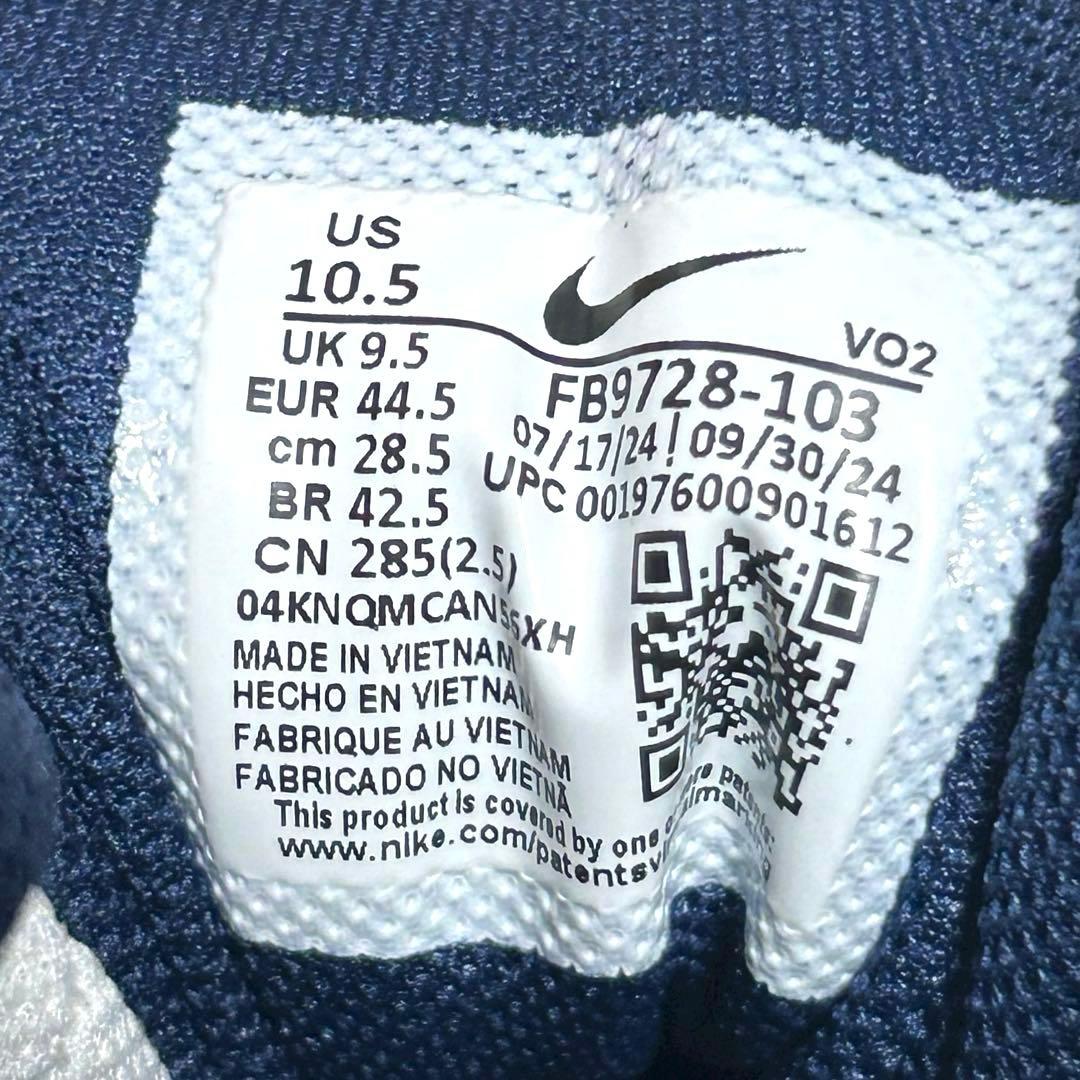 US
10.5
UK 9.5
EUR 44.5
cm 28.5
BR 42.5
CN 285(2.5)
VO2
FB9728-103
07/17/24 | 09/30/24
UPC 00197600901612
04KNQMCAN56XH
MADE IN VIETNAM
HECHO EN VIETNAM
FABRIQUE AU VIETNAM
FABRICADO NO VIETNÃ
This product is covered by one
www.nike.com/patents